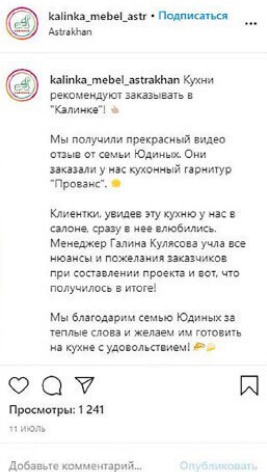 kalinka_mebel_astr • Подписаться
Astrakhan
kalinka_mebel_astrakhan Кухни
рекомендуют заказывать в
"Калинке"! 👆🏻
Мы получили прекрасный видео
отзыв от семьи Юдиных. Они
заказали у нас кухонный гарнитур
"Прованс". ☀️
Клиентки, увидев эту кухню у нас в
салоне, сразу в нее влюбились.
Менеджер Галина Кулясова учла все
нюансы и пожелания заказчиков
при составлении проекта и вот, что
получилось в итоге!
Мы благодарим семью Юдиных за
теплые слова и желаем им готовить
на кухне с удовольствием!
Просмотры: 1 241
11 ИЮЛЬ
Добавьте комментарий...
Опубликовать